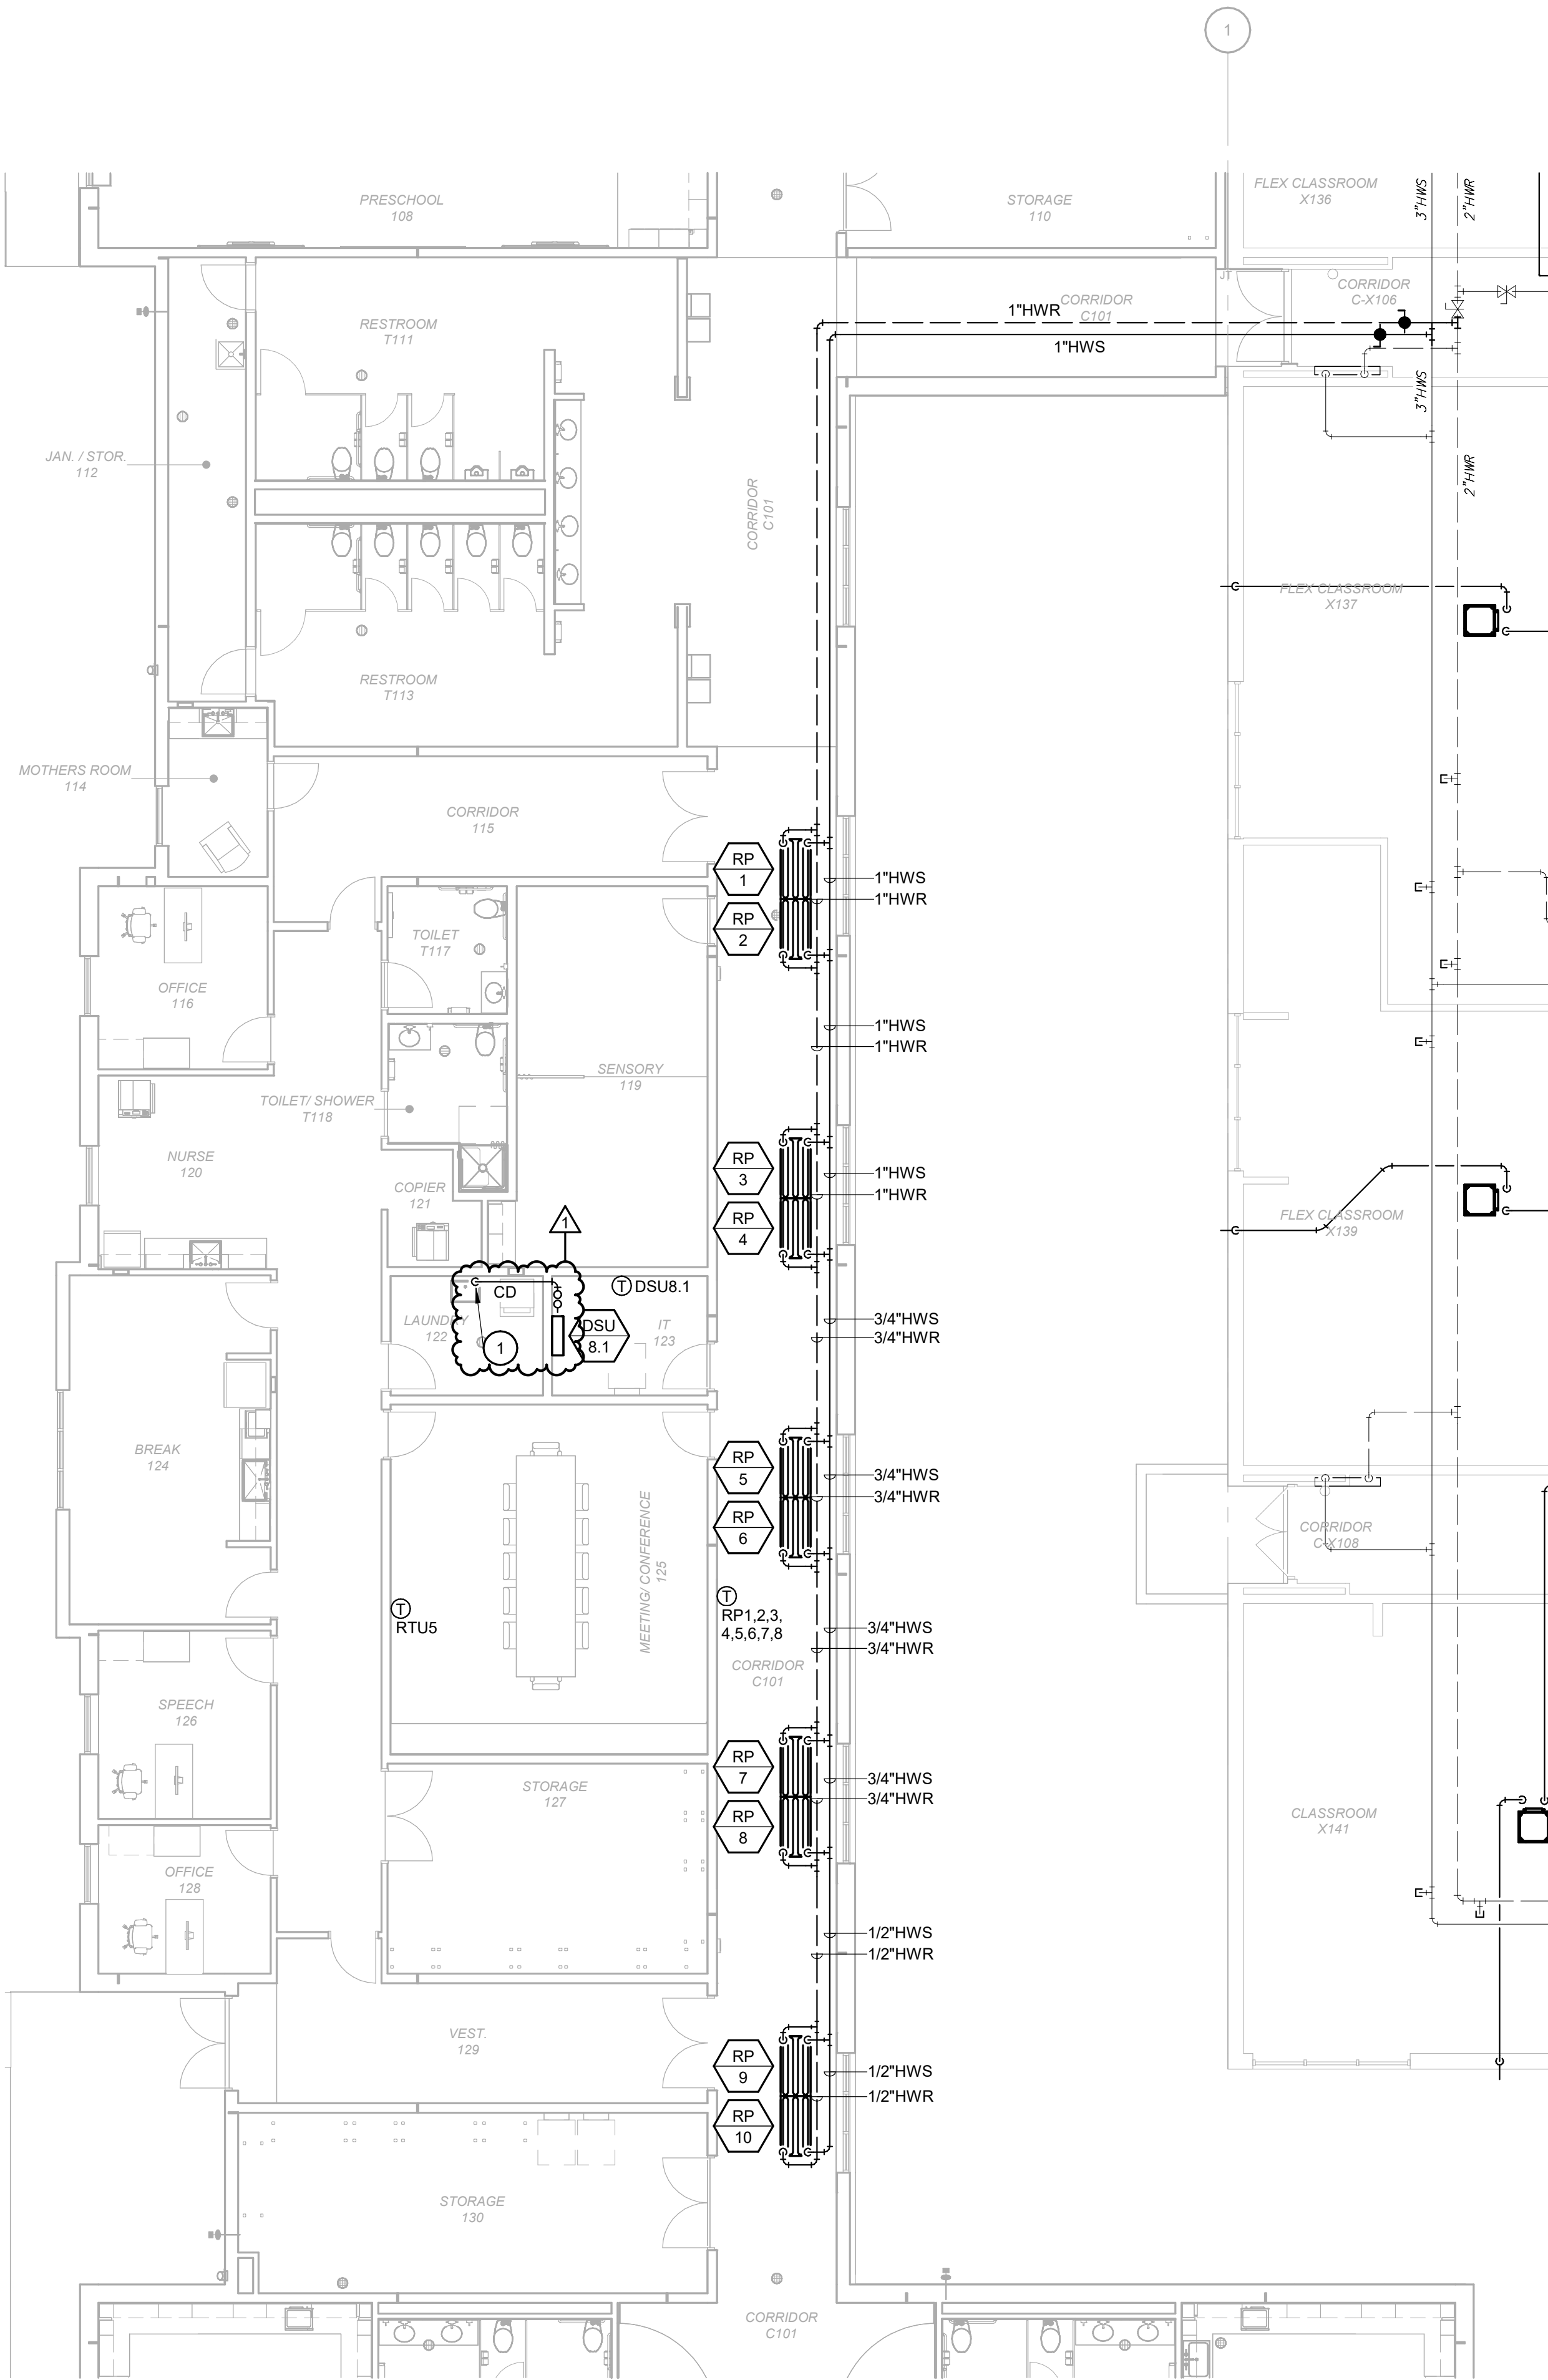 1
PRESCHOOL
108
STORAGE
110
FLEX CLASSROOM
X136
3"HWS
2"HWR
JT
CORRIDOR
C-X106
RESTROOM
T111
1"HWR
CORRIDOR
C101
1"HWS
3"HWS
2"HWR
JAN. / STOR.
112
CORRIDOR
C101
FLEX CLASSROOM
X137
RESTROOM
T113
MOTHERS ROOM
114
CORRIDOR
115
RP
1
1"HWS
1"HWR
RP
2
TOILET
T117
OFFICE
116
1"HWS
1"HWR
SENSORY
119
TOILET/ SHOWER
T118
NURSE
120
RP
3
1"HWS
1"HWR
COPIER
121
RP
4
FLEX CLASSROOM
X139
1
T DSU8.1
CD
LAUNDRY
122
1
DSU
8.1
IT
123
3/4"HWS
3/4"HWR
BREAK
124
RP
5
3/4"HWS
3/4"HWR
RP
6
MEETING/ CONFERENCE
125
CORRIDOR
C-X108
T
RTU5
T
RP1,2,3,
4,5,6,7,8
3/4"HWS
3/4"HWR
CORRIDOR
C101
SPEECH
126
RP
7
3/4"HWS
3/4"HWR
STORAGE
127
RP
8
CLASSROOM
X141
OFFICE
128
1/2"HWS
1/2"HWR
VEST.
129
RP
9
1/2"HWS
1/2"HWR
RP
10
STORAGE
130
CORRIDOR
C101